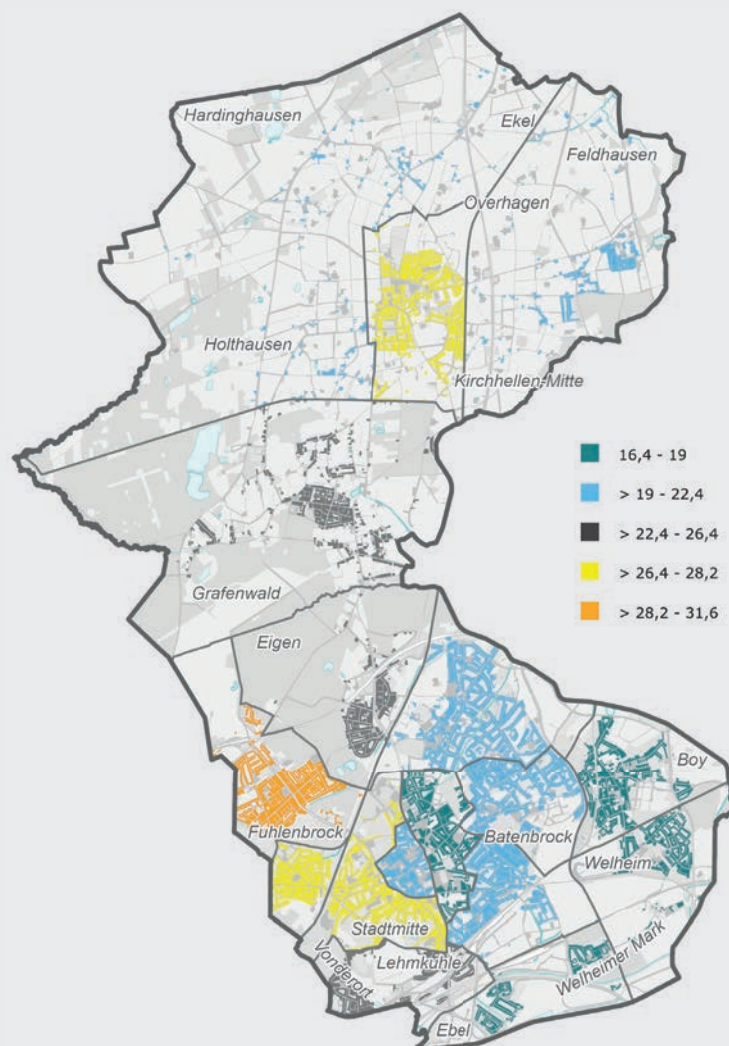 Hardinghausen
Ekel
Feldhausen
Overhagen
Holthausen
Kirchhellen-Mitte
16,4 - 19
> 19 - 22,4
> 22,4 - 26,4
> 26,4 - 28,2
> 28,2 - 31,6
Grafenwald
Eigen
Boy
Fuhlenbrock
Batenbrock
Welheim
Stadtmitte
Vonderort
Lehmkuhle
Welheimer Mark
Ebel